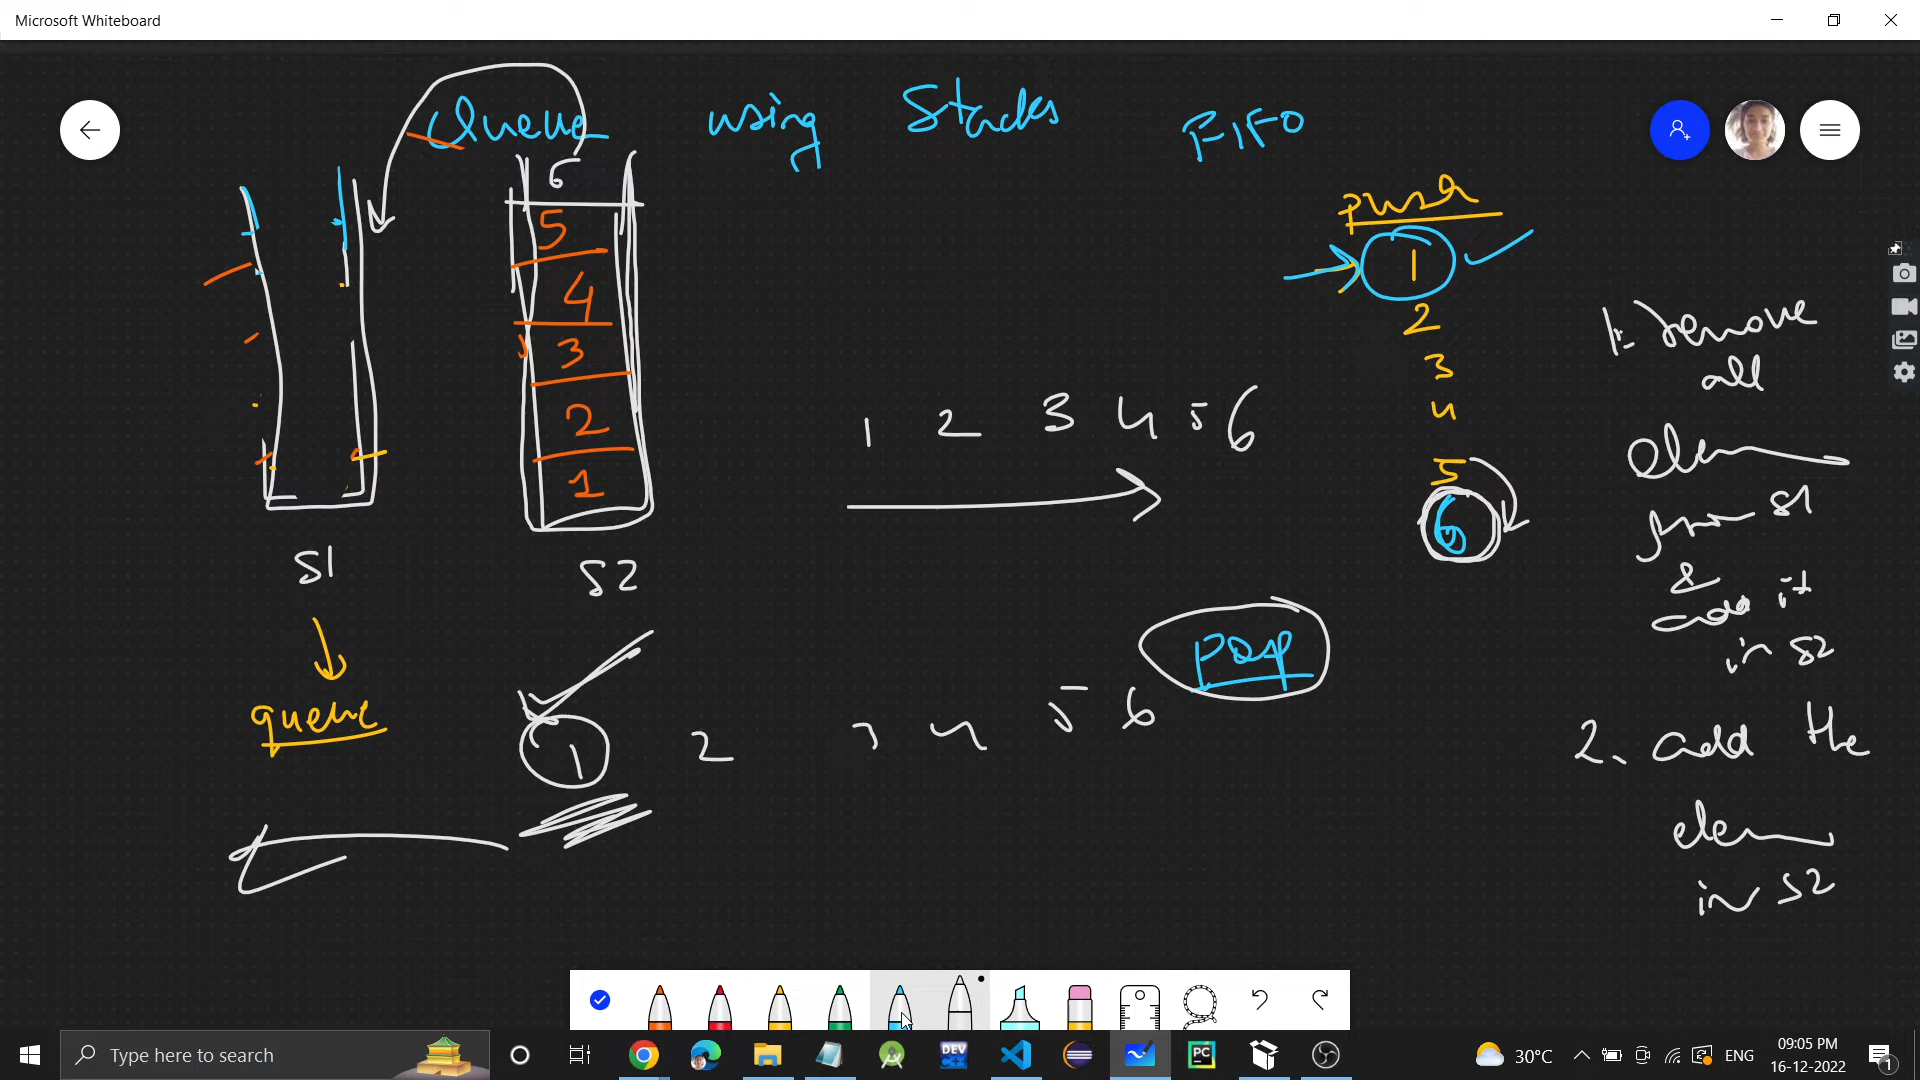 Microsoft Whiteboard
Queue using Stacks FIFO
push
1
2
3
4
5
6
6
5
4
3
2
1
S1
S2
queue
1 2 3 4 5 6
pop
1 2 3 4 5 6
1. remove
all
elem
from S1
&
add it
in S2
2. add the
elem
in S2
Type here to search
DEV
PC
30°C
ENG
09:05 PM
16-12-2022
1